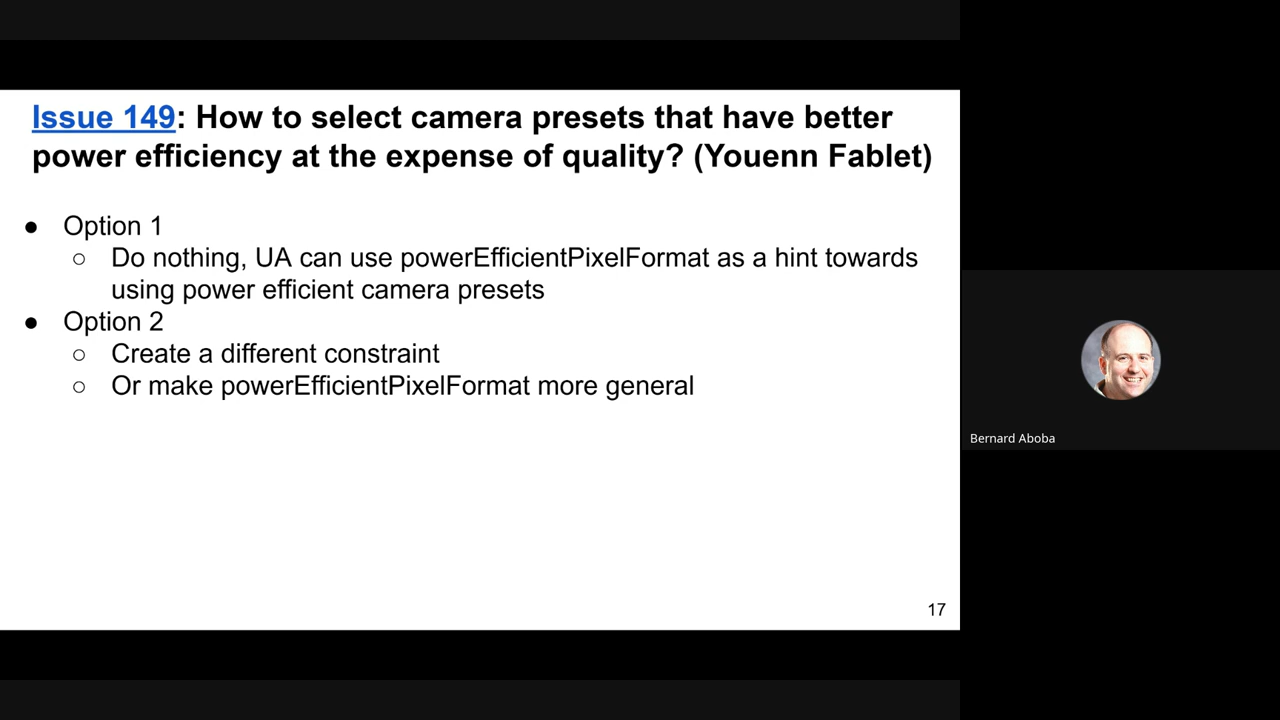 Issue 149: How to select camera presets that have better
power efficiency at the expense of quality? (Youenn Fablet)
● Option 1
○ Do nothing, UA can use powerEfficientPixelFormat as a hint towards
using power efficient camera presets
● Option 2
○ Create a different constraint
○ Or make powerEfficientPixelFormat more general
17
Bernard Aboba